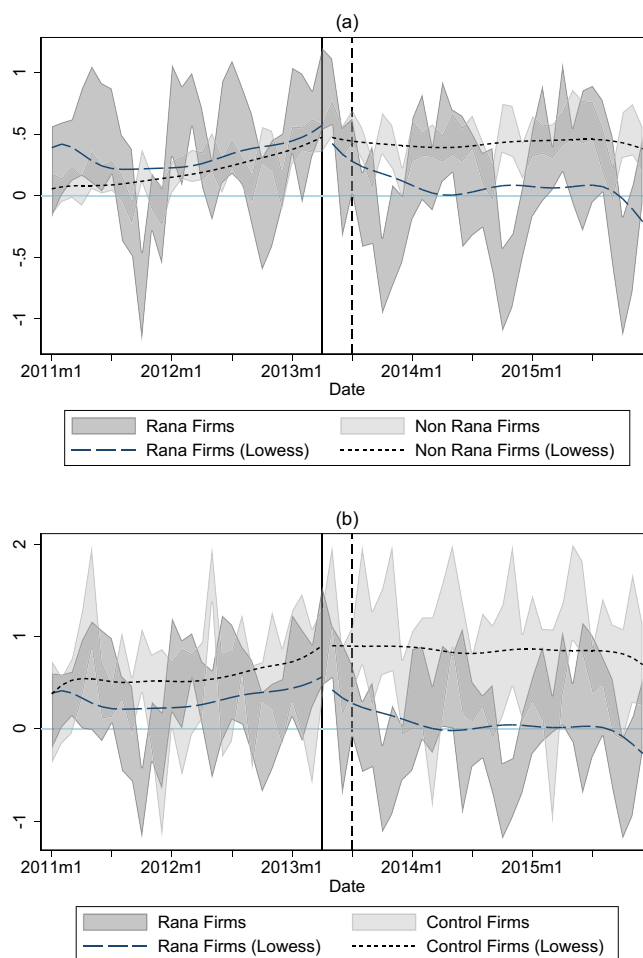 (a)
1
.5
0
-.5
-1
2011m1 2012m1 2013m1 2014m1 2015m1
Date
Rana Firms Non Rana Firms
Rana Firms (Lowess) Non Rana Firms (Lowess)
(b)
2
1
0
-1
2011m1 2012m1 2013m1 2014m1 2015m1
Date
Rana Firms Control Firms
Rana Firms (Lowess) Control Firms (Lowess)